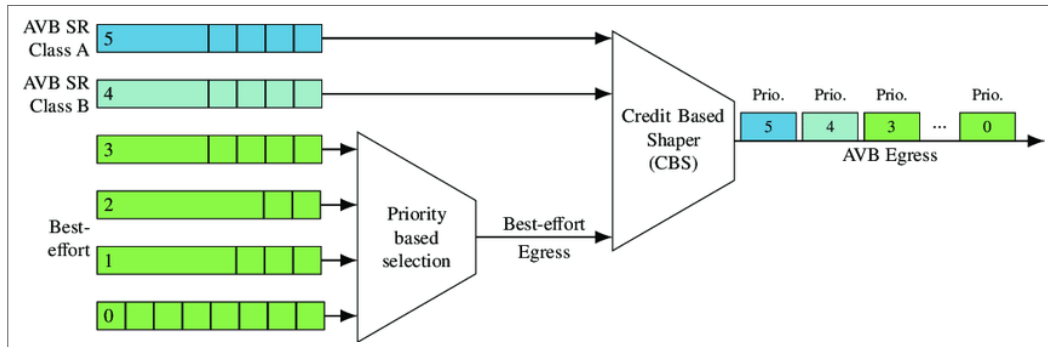 AVB SR
Class A
5
AVB SR
Class B
4
3
2
Best-
effort
1
0
Priority
based
selection
Best-effort
Egress
Credit Based
Shaper
(CBS)
Prio. Prio. Prio. Prio.
5 4 3 ... 0
AVB Egress